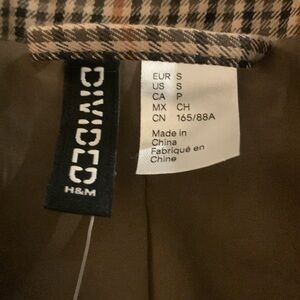 DIVIDED
H&M
EUR S
US S
CA P
MX CH
CN 165/88A
Made in
China
Fabriqué en
Chine